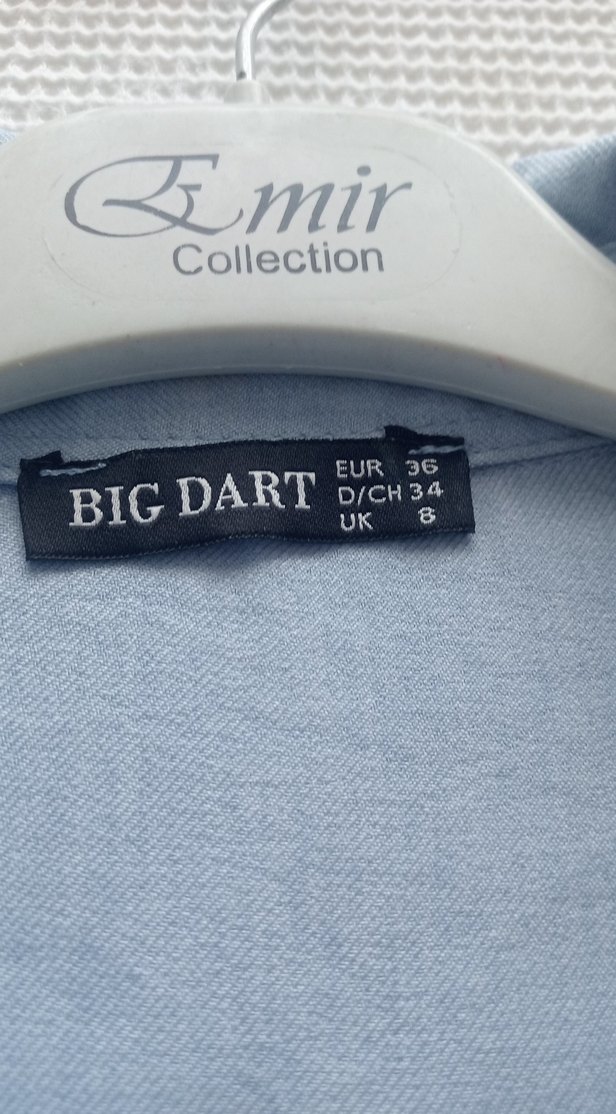 Emir
Collection
BIG DART
EUR 36
D/CH 34
UK 8